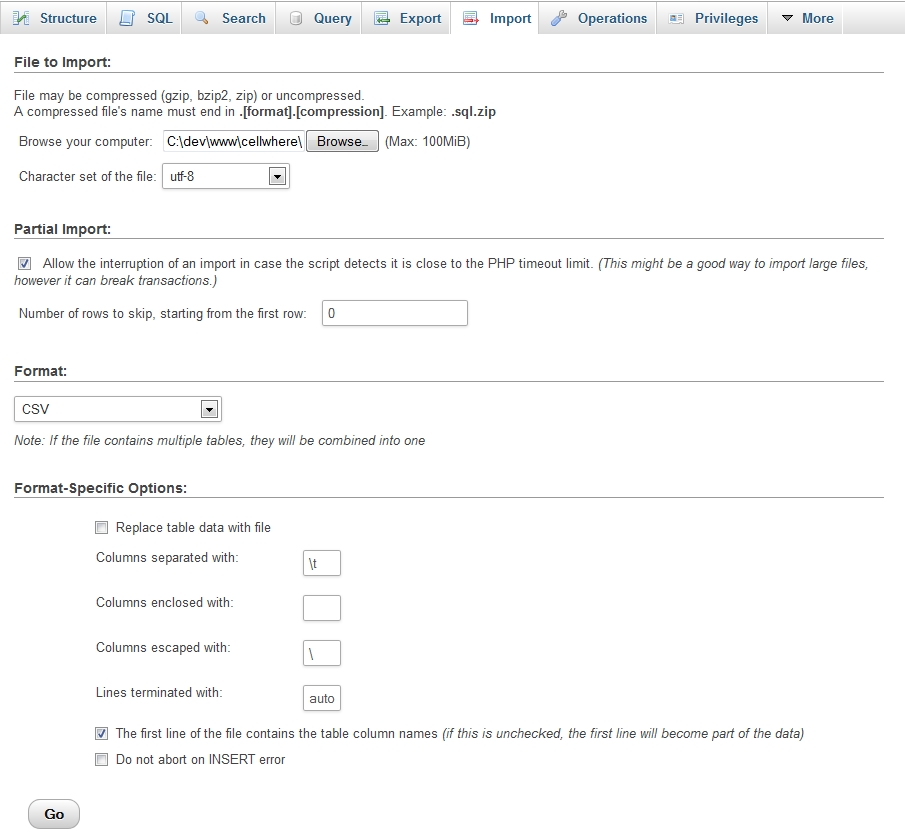 Structure SQL Search Query Export Import Operations Privileges More
File to Import:
File may be compressed (gzip, bzip2, zip) or uncompressed.
A compressed file's name must end in .[format].[compression]. Example: .sql.zip
Browse your computer: C:\dev\www\cellwhere\ Browse... (Max: 100MiB)
Character set of the file: utf-8
Partial Import:
Allow the interruption of an import in case the script detects it is close to the PHP timeout limit. (This might be a good way to import large files,
however it can break transactions.)
Number of rows to skip, starting from the first row: 0
Format:
CSV
Note: If the file contains multiple tables, they will be combined into one
Format-Specific Options:
Replace table data with file
Columns separated with: \t
Columns enclosed with:
Columns escaped with: \
Lines terminated with: auto
The first line of the file contains the table column names (if this is unchecked, the first line will become part of the data)
Do not abort on INSERT error
Go